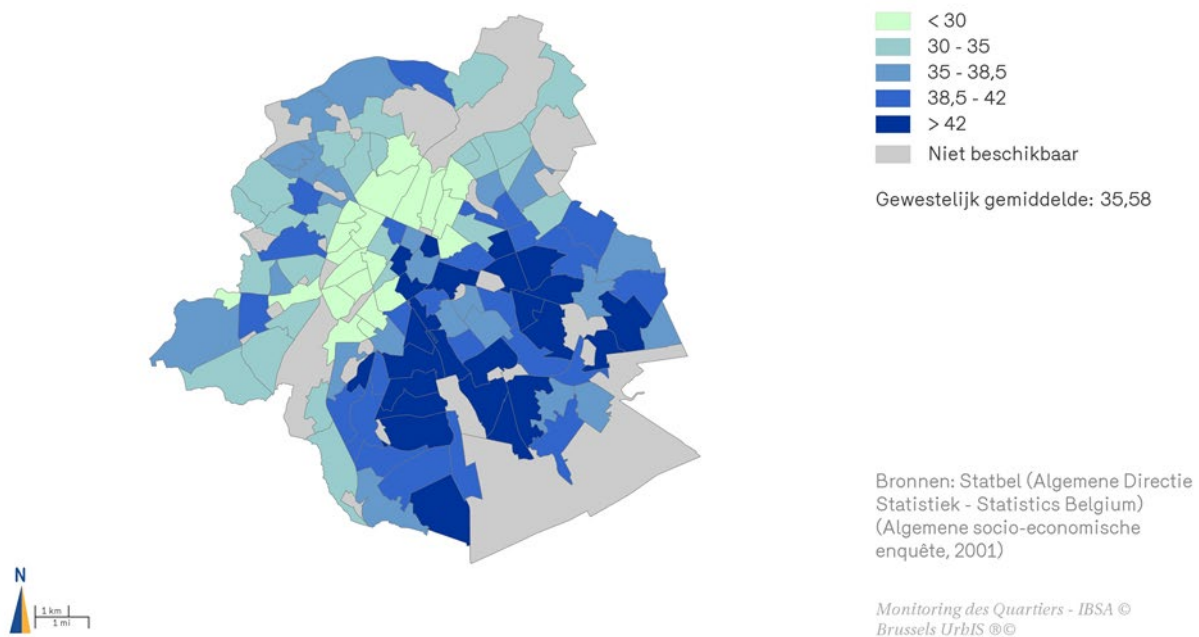 < 30
30 - 35
35 - 38,5
38,5 - 42
> 42
Niet beschikbaar
Gewestelijk gemiddelde: 35,58
Bronnen: Statbel (Algemene Directie
Statistiek - Statistics Belgium)
(Algemene socio-economische
enquête, 2001)
N
1 km
1 mi
Monitoring des Quartiers - IBSA ©
Brussels UrbIS ®©